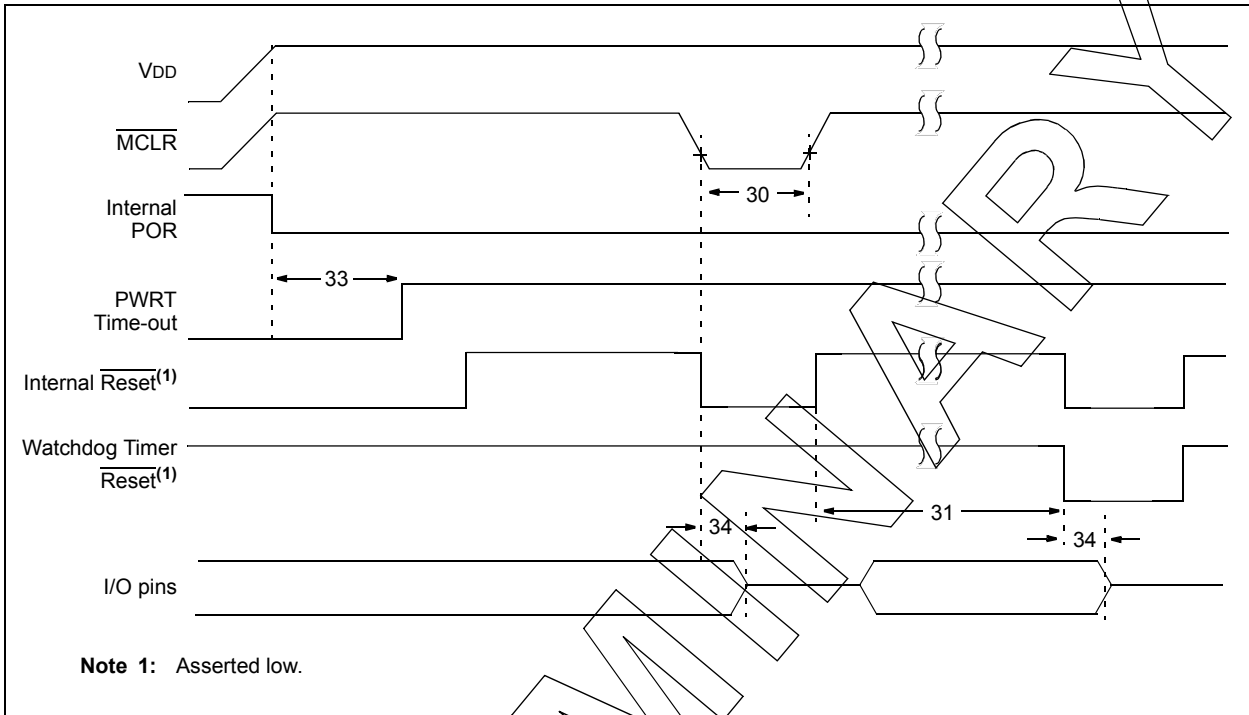 VDD
MCLR
30
Internal
POR
33
PWRT
Time-out
Internal Reset(1)
Watchdog Timer
Reset(1)
31
34
34
I/O pins
Note 1: Asserted low.
MINARY